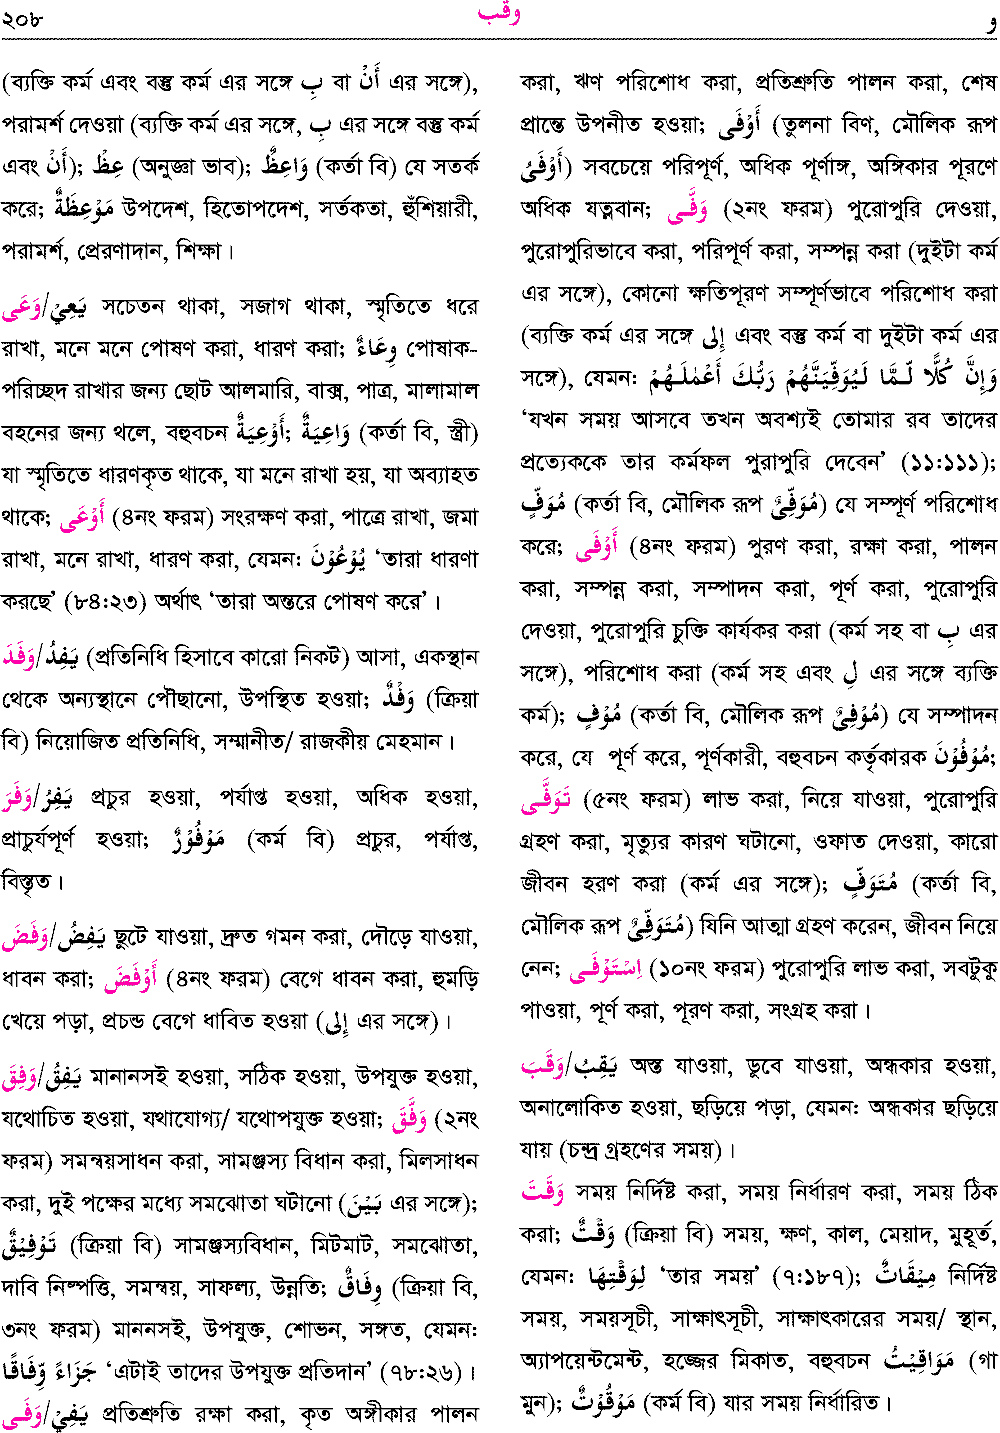 ২০৮ وقب و
(ব্যক্তি কর্ম এবং বস্তু কর্ম এর সঙ্গে بِ বা أَنْ এর সঙ্গে),
পরামর্শ দেওয়া (ব্যক্তি কর্ম এর সঙ্গে, بِ এর সঙ্গে বস্তু কর্ম
এবং أَنْ); عِظْ (অনুজ্ঞা ভাব); وَاعِظٌ (কর্তা বি) যে সতর্ক
করে; مَوْعِظَةٌ উপদেশ, হিতোপদেশ, সর্তকতা, হুঁশিয়ারী,
পরামর্শ, প্রেরণাদান, শিক্ষা।
وَعَى/يَعِيْ সচেতন থাকা, সজাগ থাকা, স্মৃতিতে ধরে
রাখা, মনে মনে পোষণ করা, ধারণ করা; وِعَاءٌ পোষাক-
পরিচ্ছদ রাখার জন্য ছোট আলমারি, বাক্স, পাত্র, মালামাল
বহনের জন্য থলে, বহুবচন أَوْعِيَةٌ; وَاعِيَةٌ (কর্তা বি, স্ত্রী)
যা স্মৃতিতে ধারণকৃত থাকে, যা মনে রাখা হয়, যা অব্যাহত
থাকে; أَوْعَى (৪নং ফরম) সংরক্ষণ করা, পাত্রে রাখা, জমা
রাখা, মনে রাখা, ধারণ করা, যেমন: يُوْعُوْنَ ‘তারা ধারণা
করছে’ (৮৪:২৩) অর্থাৎ ‘তারা অন্তরে পোষণ করে’।
وَفَدَ/يَفِدُ (প্রতিনিধি হিসাবে কারো নিকট) আসা, একস্থান
থেকে অন্যস্থানে পৌছানো, উপস্থিত হওয়া; وَفْدٌ (ক্রিয়া
বি) নিয়োজিত প্রতিনিধি, সম্মানীত/ রাজকীয় মেহমান।
وَفَرَ/يَفِرُ প্রচুর হওয়া, পর্যাপ্ত হওয়া, অধিক হওয়া,
প্রাচুর্যপূর্ণ হওয়া; مَوْفُوْرٌ (কর্ম বি) প্রচুর, পর্যাপ্ত,
বিস্তৃত।
وَفَضَ/يَفِضُ ছুটে যাওয়া, দ্রুত গমন করা, দৌড়ে যাওয়া,
ধাবন করা; أَوْفَضَ (৪নং ফরম) বেগে ধাবন করা, হুমড়ি
খেয়ে পড়া, প্রচন্ড বেগে ধাবিত হওয়া (إِلى এর সঙ্গে)।
وَفِقَ/يَفِقُ মানানসই হওয়া, সঠিক হওয়া, উপযুক্ত হওয়া,
যথোচিত হওয়া, যথাযোগ্য/ যথোপযুক্ত হওয়া; وَفَّقَ (২নং
ফরম) সমন্বয়সাধন করা, সামঞ্জস্য বিধান করা, মিলসাধন
করা, দুই পক্ষের মধ্যে সমঝোতা ঘটানো (بَيْنَ এর সঙ্গে);
تَوْفِيْقٌ (ক্রিয়া বি) সামঞ্জস্যবিধান, মিটমাট, সমঝোতা,
দাবি নিষ্পত্তি, সমন্বয়, সাফল্য, উন্নতি; وِفَاقٌ (ক্রিয়া বি,
৩নং ফরম) মাননসই, উপযুক্ত, শোভন, সঙ্গত, যেমন:
جَزَاءً وِّفَاقًا ‘এটাই তাদের উপযুক্ত প্রতিদান’ (৭৮:২৬)।
وَفَـى/يَفِيْ প্রতিশ্রুতি রক্ষা করা, কৃত অঙ্গীকার পালন
করা, ঋণ পরিশোধ করা, প্রতিশ্রুতি পালন করা, শেষ
প্রান্তে উপনীত হওয়া; أَوْفَى (তুলনা বিণ, মৌলিক রূপ
أَوْفَىُ) সবচেয়ে পরিপূর্ণ, অধিক পূর্ণাঙ্গ, অঙ্গিকার পূরণে
অধিক যত্নবান; وَفَّـى (২নং ফরম) পুরোপুরি দেওয়া,
পুরোপুরিভাবে করা, পরিপূর্ণ করা, সম্পন্ন করা (দুইটা কর্ম
এর সঙ্গে), কোনো ক্ষতিপূরণ সম্পূর্ণভাবে পরিশোধ করা
(ব্যক্তি কর্ম এর সঙ্গে إِلى এবং বস্তু কর্ম বা দুইটা কর্ম এর
সঙ্গে), যেমন: وَإِنَّ كُلًّا لَـمَّا لَيُوَفِّيَنَّهُمْ رَبُّكَ أَعْمٰلَـهُمْ
‘যখন সময় আসবে তখন অবশ্যই তোমার রব তাদের
প্রত্যেককে তার কর্মফল পুরাপুরি দেবেন’ (১১:১১১);
مُوَفٍّ (কর্তা বি, মৌলিক রূপ مُوَفِّيٌ) যে সম্পূর্ণ পরিশোধ
করে; أَوْفَى (৪নং ফরম) পুরণ করা, রক্ষা করা, পালন
করা, সম্পন্ন করা, সম্পাদন করা, পূর্ণ করা, পুরোপুরি
দেওয়া, পুরোপুরি চুক্তি কার্যকর করা (কর্ম সহ বা بِ এর
সঙ্গে), পরিশোধ করা (কর্ম সহ এবং لِ এর সঙ্গে ব্যক্তি
কর্ম); مُوْفٍ (কর্তা বি, মৌলিক রূপ مُوْفِيٌ) যে সম্পাদন
করে, যে পূর্ণ করে, পূর্ণকারী, বহুবচন কর্তৃকারক مُوْفُوْنَ;
تَوَفَّـى (৫নং ফরম) লাভ করা, নিয়ে যাওয়া, পুরোপুরি
গ্রহণ করা, মৃত্যুর কারণ ঘটানো, ওফাত দেওয়া, কারো
জীবন হরণ করা (কর্ম এর সঙ্গে); مُتَوَفٍّ (কর্তা বি,
মৌলিক রূপ مُتَوَفِّيٌ) যিনি আত্মা গ্রহণ করেন, জীবন নিয়ে
নেন; اِسْتَوْفَـى (১০নং ফরম) পুরোপুরি লাভ করা, সবটুকু
পাওয়া, পূর্ণ করা, পূরণ করা, সংগ্রহ করা।
وَقَبَ/يَقِبُ অস্ত যাওয়া, ডুবে যাওয়া, অন্ধকার হওয়া,
অনালোকিত হওয়া, ছড়িয়ে পড়া, যেমন: অন্ধকার ছড়িয়ে
যায় (চন্দ্র গ্রহণের সময়)।
وَقَتَ সময় নির্দিষ্ট করা, সময় নির্ধারণ করা, সময় ঠিক
করা; وَقْتٌ (ক্রিয়া বি) সময়, ক্ষণ, কাল, মেয়াদ, মুহূর্ত,
যেমন: لِوَقْتِهَا ‘তার সময়’ (৭:১৮৭); مِيْقَاتٌ নির্দিষ্ট
সময়, সময়সূচী, সাক্ষাৎসূচী, সাক্ষাৎকারের সময়/ স্থান,
অ্যাপয়েন্টমেন্ট, হজ্জের মিকাত, বহুবচন مَوَاقِيْتُ (গা
মুন); مَوْقُوْتٌ (কর্ম বি) যার সময় নির্ধারিত।